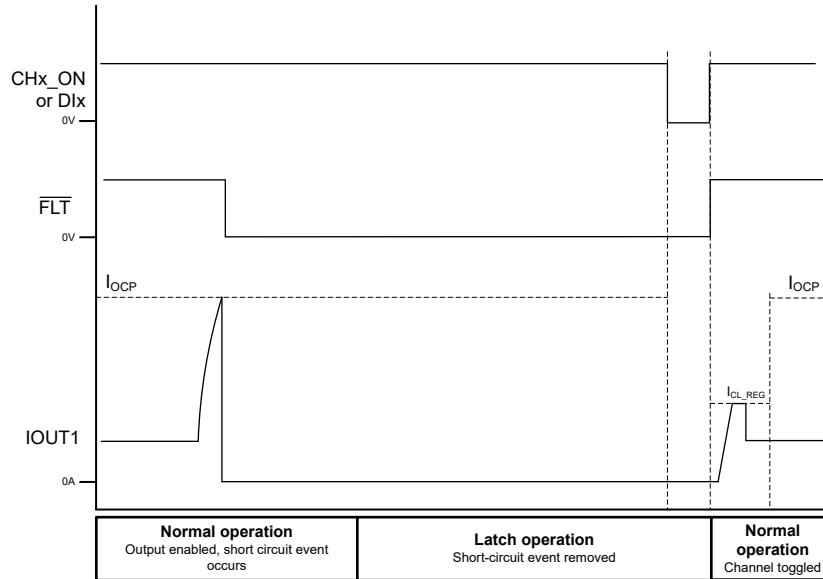 CHx_ON
or DIx
0V
FLT
0V
IOCP
IOCP
ICL_REG
IOUT1
0A
Normal operation
Output enabled, short circuit event
occurs
Latch operation
Short-circuit event removed
Normal
operation
Channel toggled